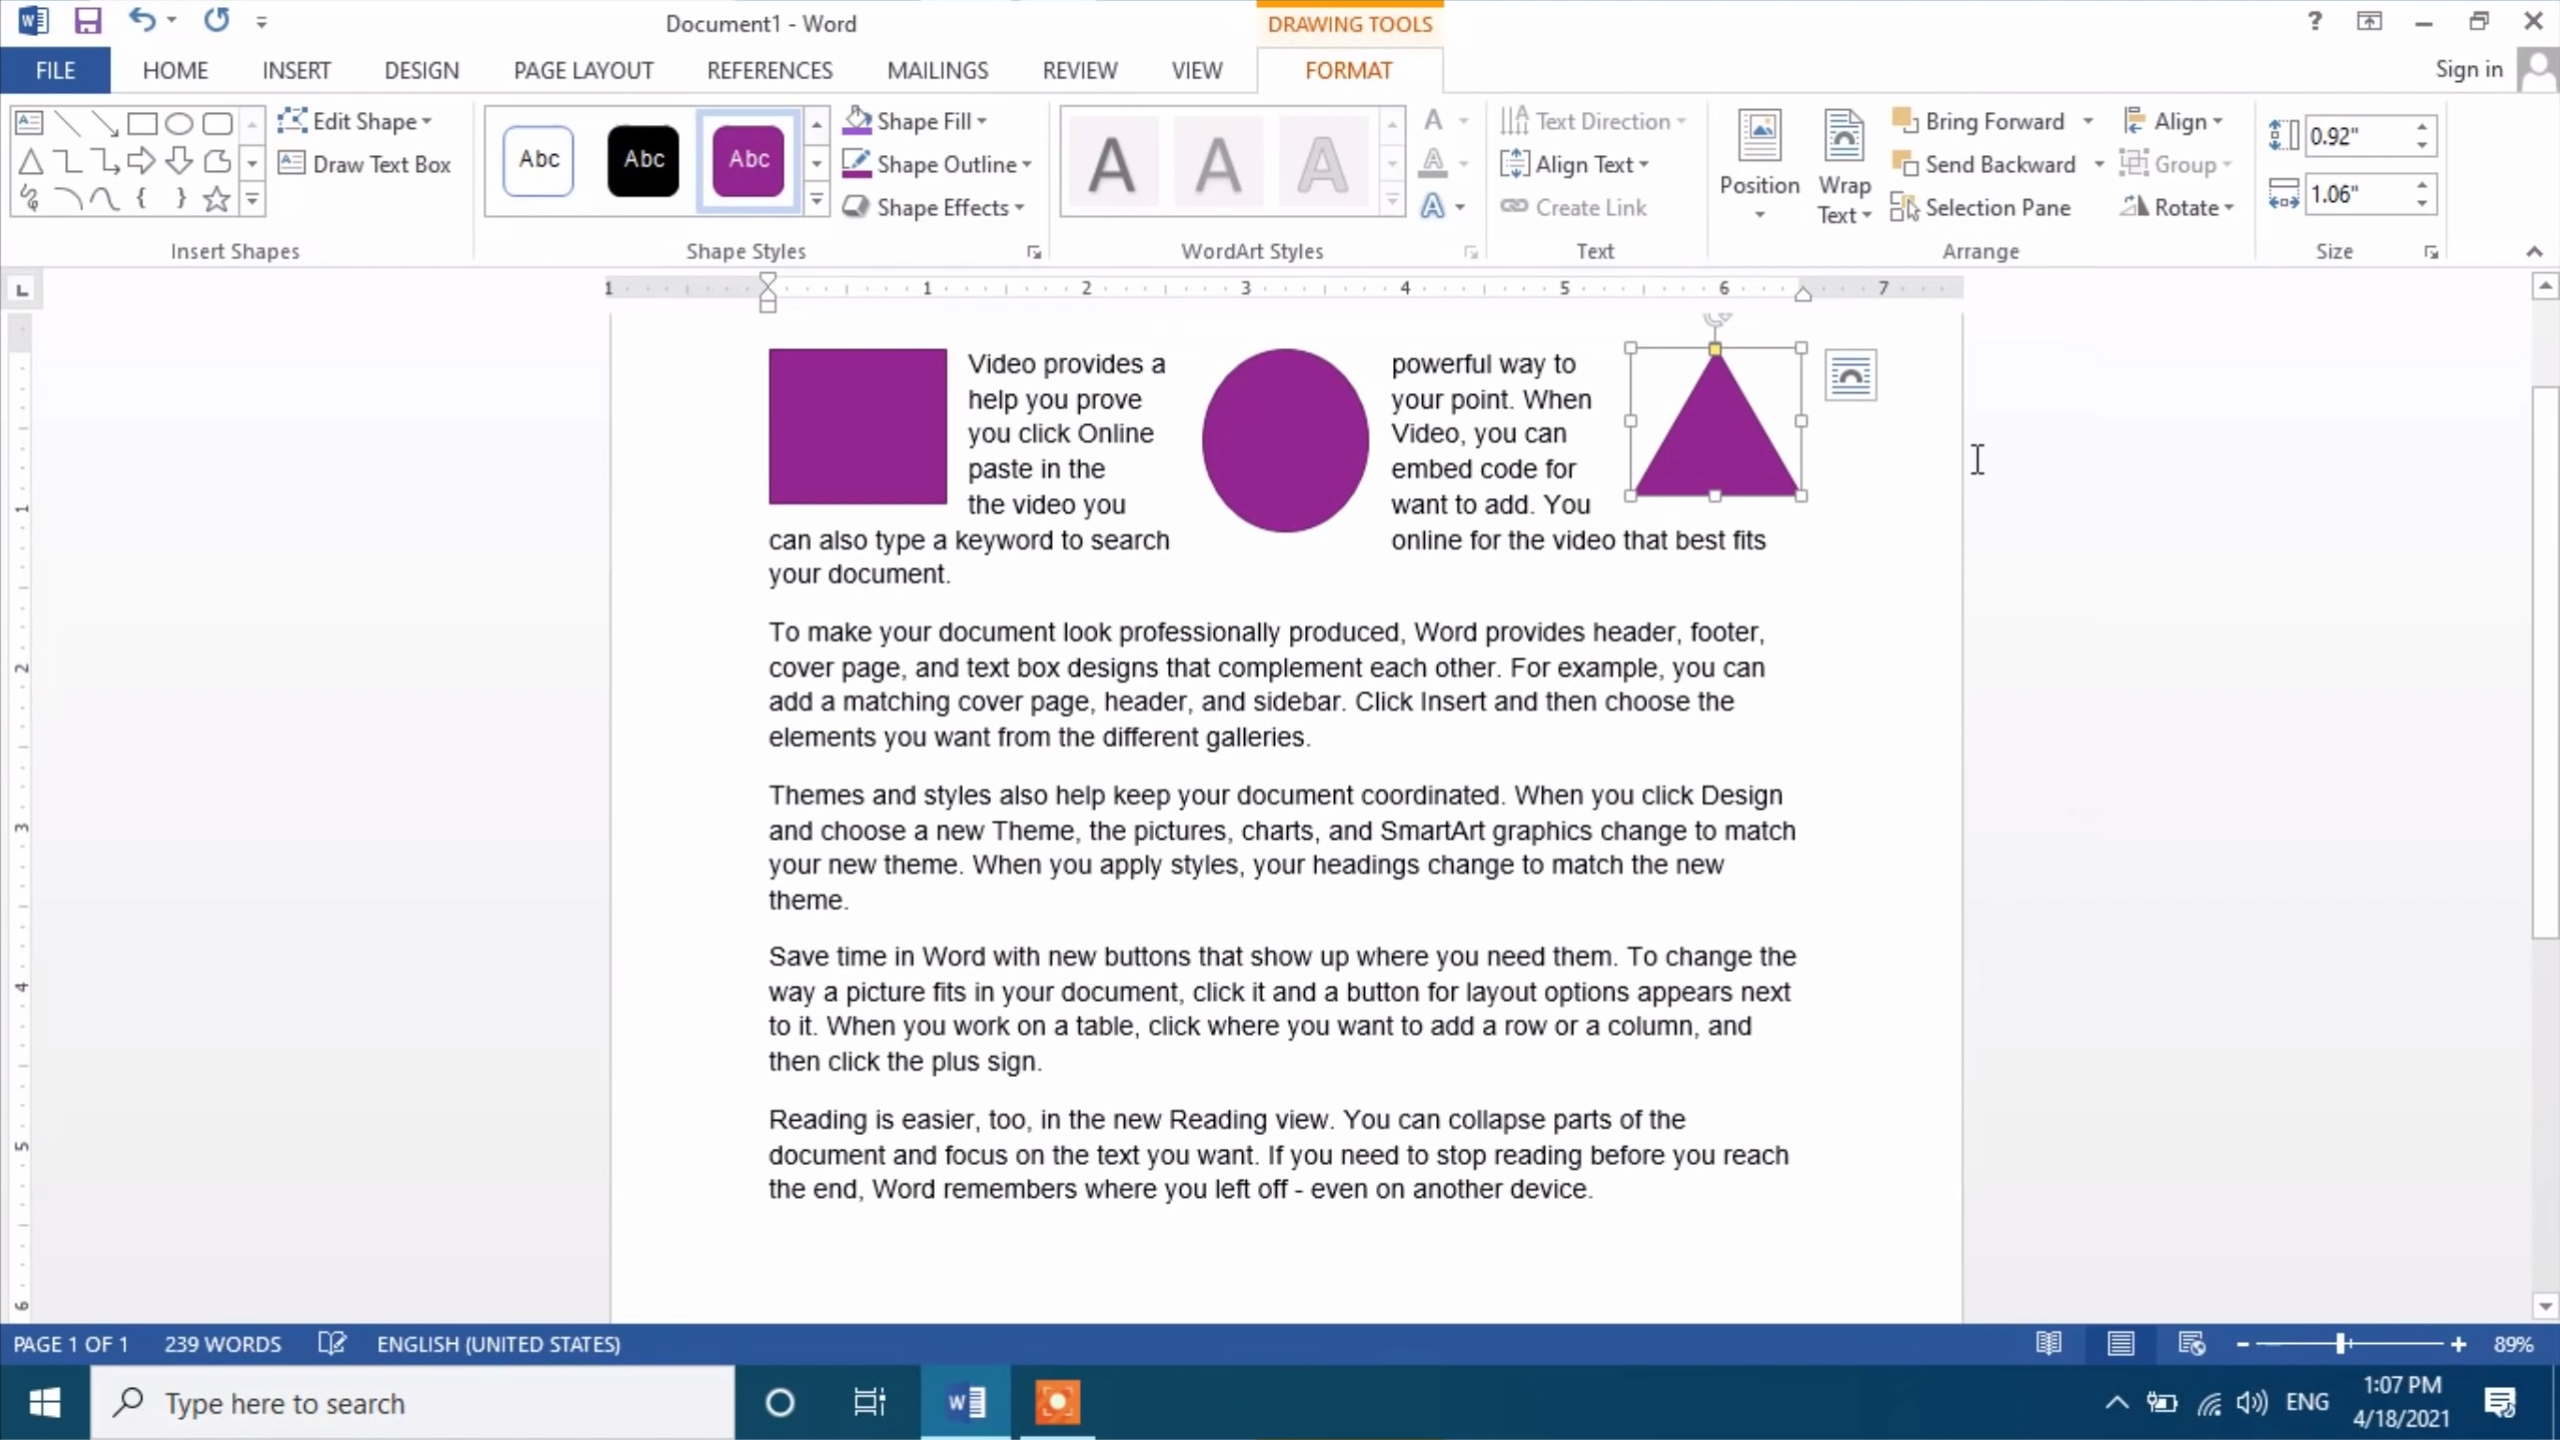 Document1 - Word
DRAWING TOOLS
?
FILE HOME INSERT DESIGN PAGE LAYOUT REFERENCES MAILINGS REVIEW VIEW FORMAT
Sign in
Edit Shape
Draw Text Box
Insert Shapes
Abc Abc Abc
Shape Fill
Shape Outline
Shape Effects
Shape Styles
A A A
WordArt Styles
Text Direction
Align Text
Create Link
Text
Position
Wrap
Text
Bring Forward
Send Backward
Selection Pane
Align
Group
Rotate
Arrange
0.92"
1.06"
Size
1 1 2 3 4 5 6 7
1
2
3
4
5
6
Video provides a powerful way to
help you prove your point. When
you click Online Video, you can
paste in the embed code for
the video you want to add. You
can also type a keyword to search online for the video that best fits
your document.
To make your document look professionally produced, Word provides header, footer,
cover page, and text box designs that complement each other. For example, you can
add a matching cover page, header, and sidebar. Click Insert and then choose the
elements you want from the different galleries.
Themes and styles also help keep your document coordinated. When you click Design
and choose a new Theme, the pictures, charts, and SmartArt graphics change to match
your new theme. When you apply styles, your headings change to match the new
theme.
Save time in Word with new buttons that show up where you need them. To change the
way a picture fits in your document, click it and a button for layout options appears next
to it. When you work on a table, click where you want to add a row or a column, and
then click the plus sign.
Reading is easier, too, in the new Reading view. You can collapse parts of the
document and focus on the text you want. If you need to stop reading before you reach
the end, Word remembers where you left off - even on another device.
PAGE 1 OF 1 239 WORDS ENGLISH (UNITED STATES) 89%
Type here to search
ENG
1:07 PM
4/18/2021